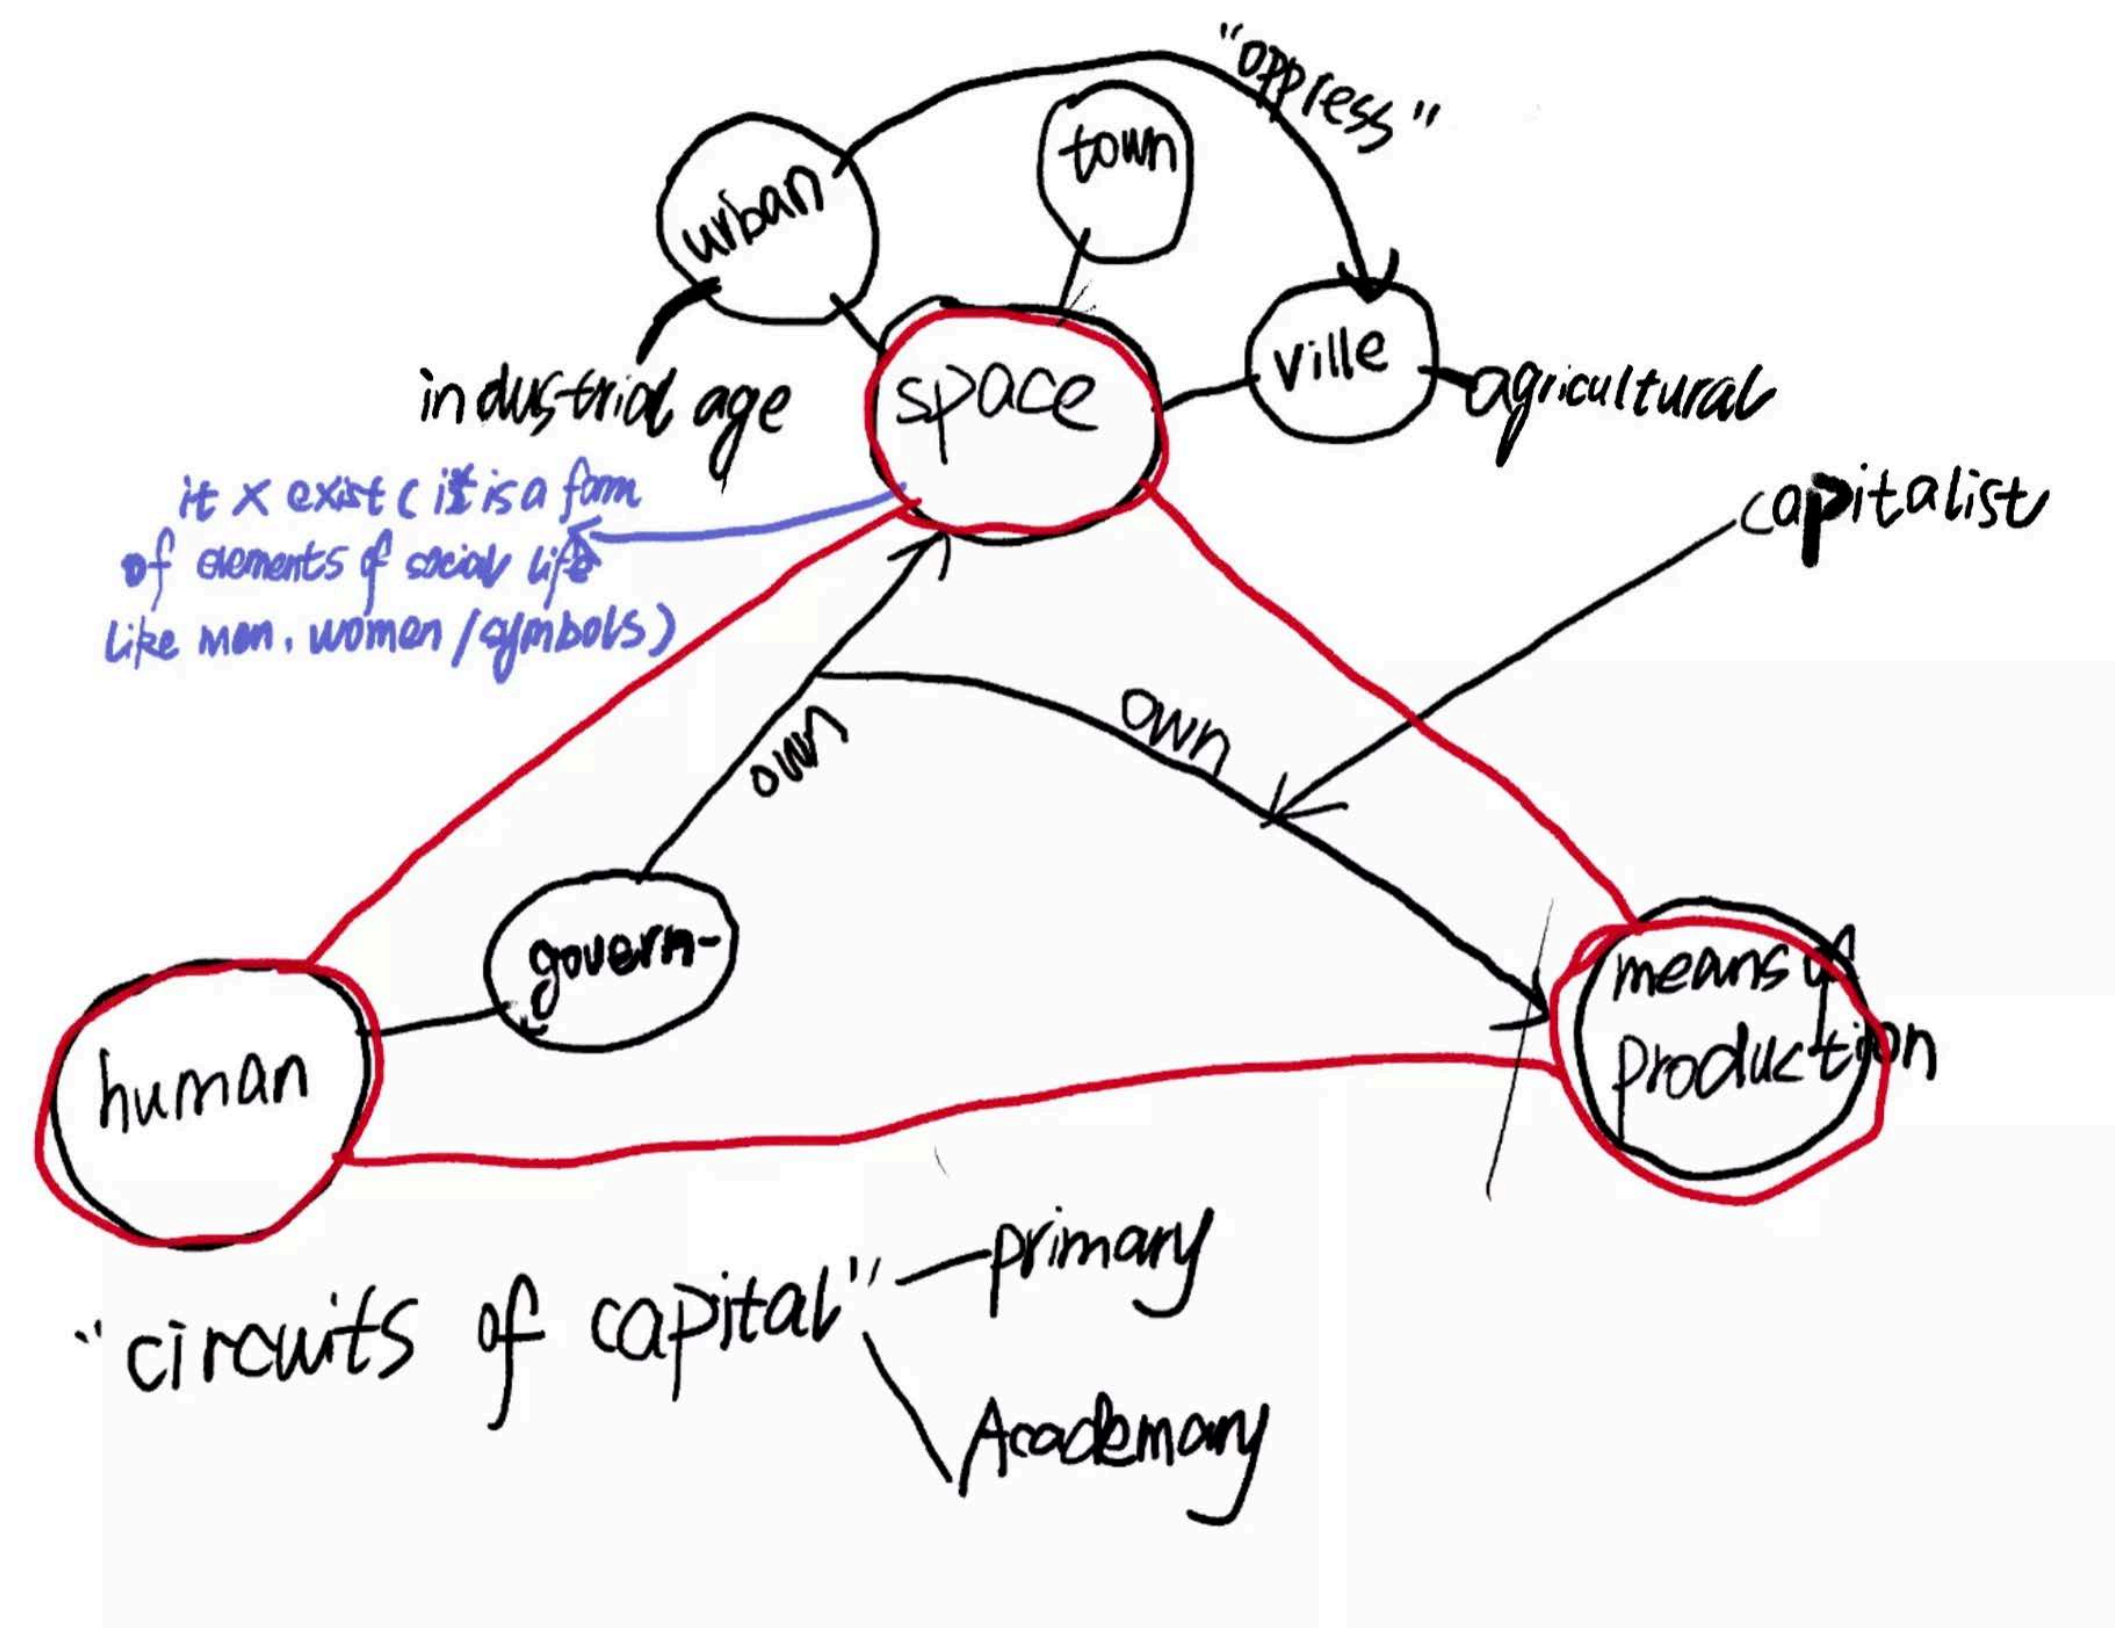 "oppress"
town
urban
ville
space
industrial age
agricultural
it × exist ( it is a form
of elements of social life
like men, women / symbols)
capitalist
own
own
govern-
means of
production
human
"circuits of capital"
primary
Acadademary